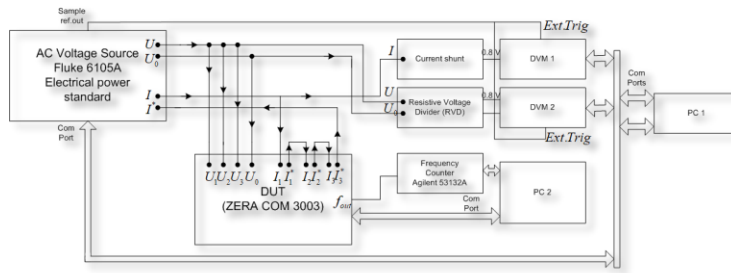 Sample
ref.out
Ext.Trig
AC Voltage Source
Fluke 6105A
Electrical power
standard
U
U0
I
I*
I
Current shunt
0.8 V
DVM 1
U
U0
Resistive Voltage
Divider (RVD)
0.8 V
DVM 2
Ext.Trig
Com
Ports
PC 1
Com
Port
U1 U2 U3 U0 I1 I1* I2 I2* I3 I3*
DUT
(ZERA COM 3003)
fout
Frequency
Counter
Agilent 53132A
Com
Port
PC 2